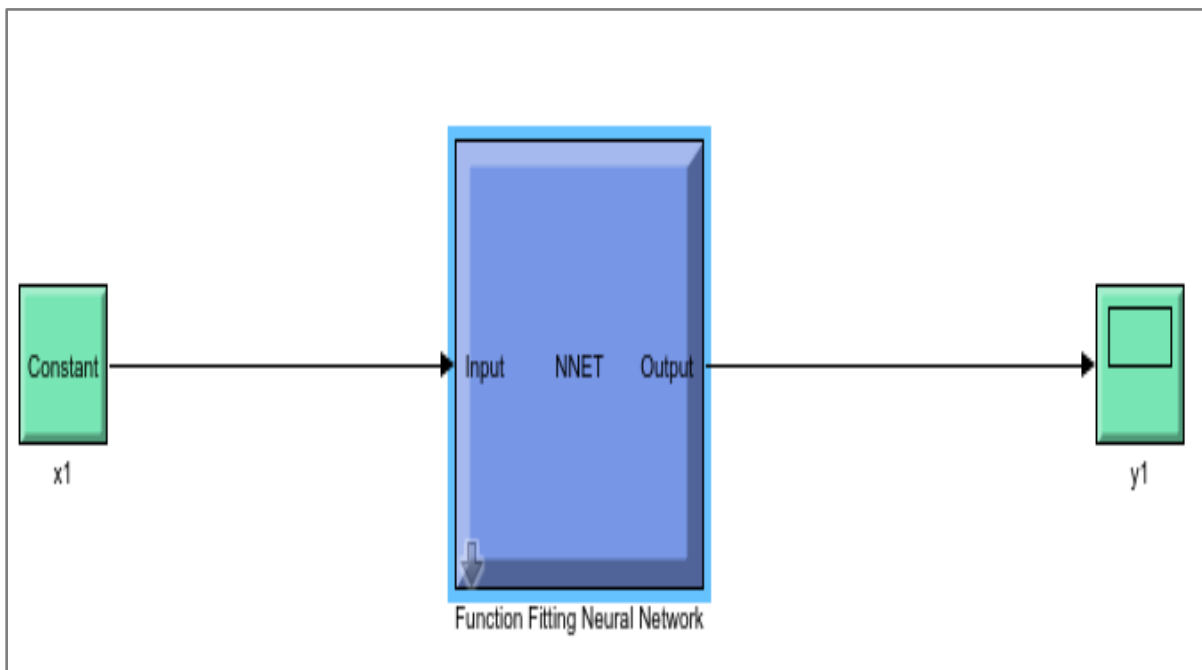 Constant
x1
Input NNET Output
Function Fitting Neural Network
y1